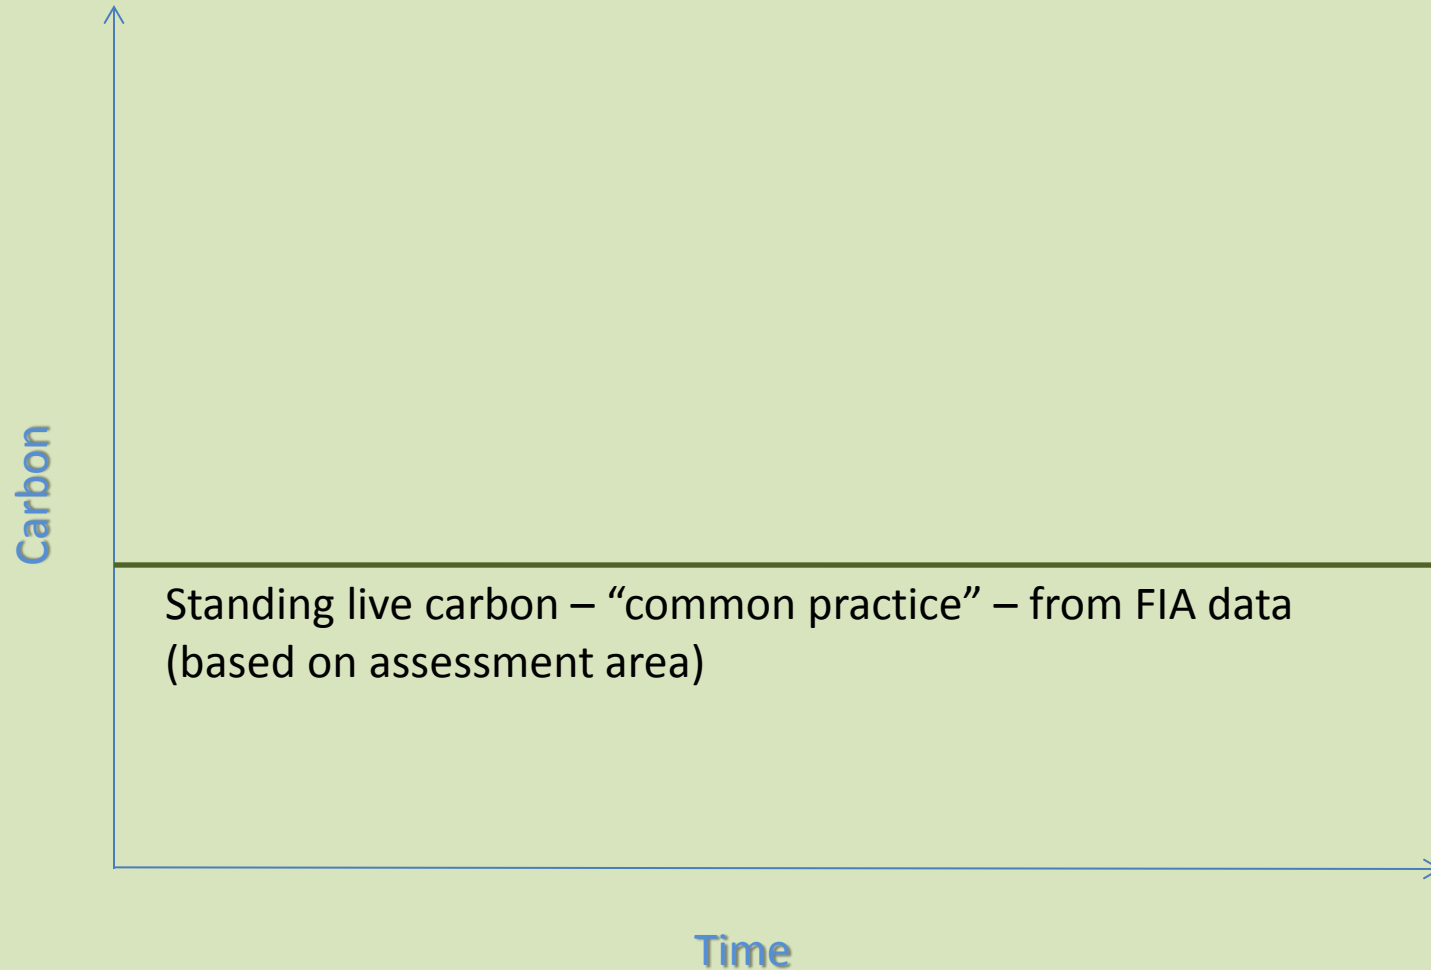 Carbon
Standing live carbon – “common practice” – from FIA data
(based on assessment area)
Time